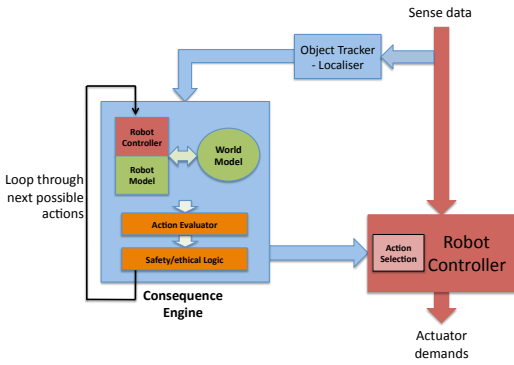 Sense data
Object Tracker
- Localiser
Robot
Controller
Robot
Model
World
Model
Loop through
next possible
actions
Action Evaluator
Safety/ethical Logic
Consequence
Engine
Action
Selection
Robot
Controller
Actuator
demands